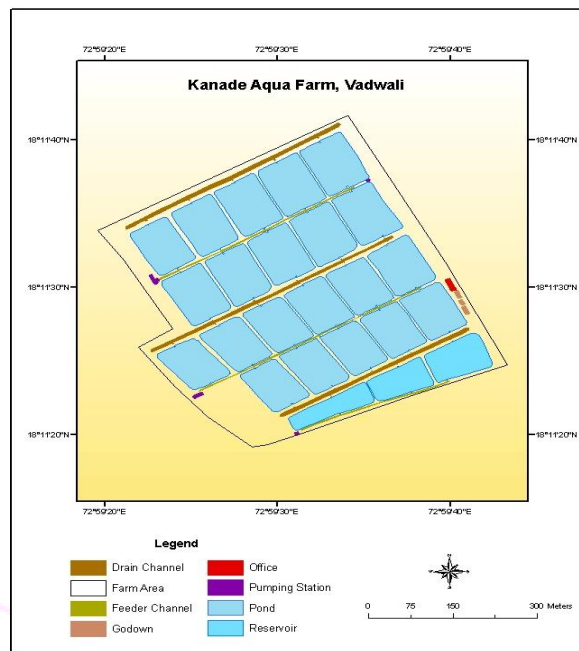 72°59'20"E 72°59'30"E 72°59'40"E
Kanade Aqua Farm, Vadwali
18°11'40"N 18°11'40"N
18°11'30"N 18°11'30"N
18°11'20"N 18°11'20"N
72°59'20"E 72°59'30"E 72°59'40"E
Legend
Drain Channel Office
Farm Area Pumping Station
Feeder Channel Pond
Godown Reservoir
0 75 150 300 Meters